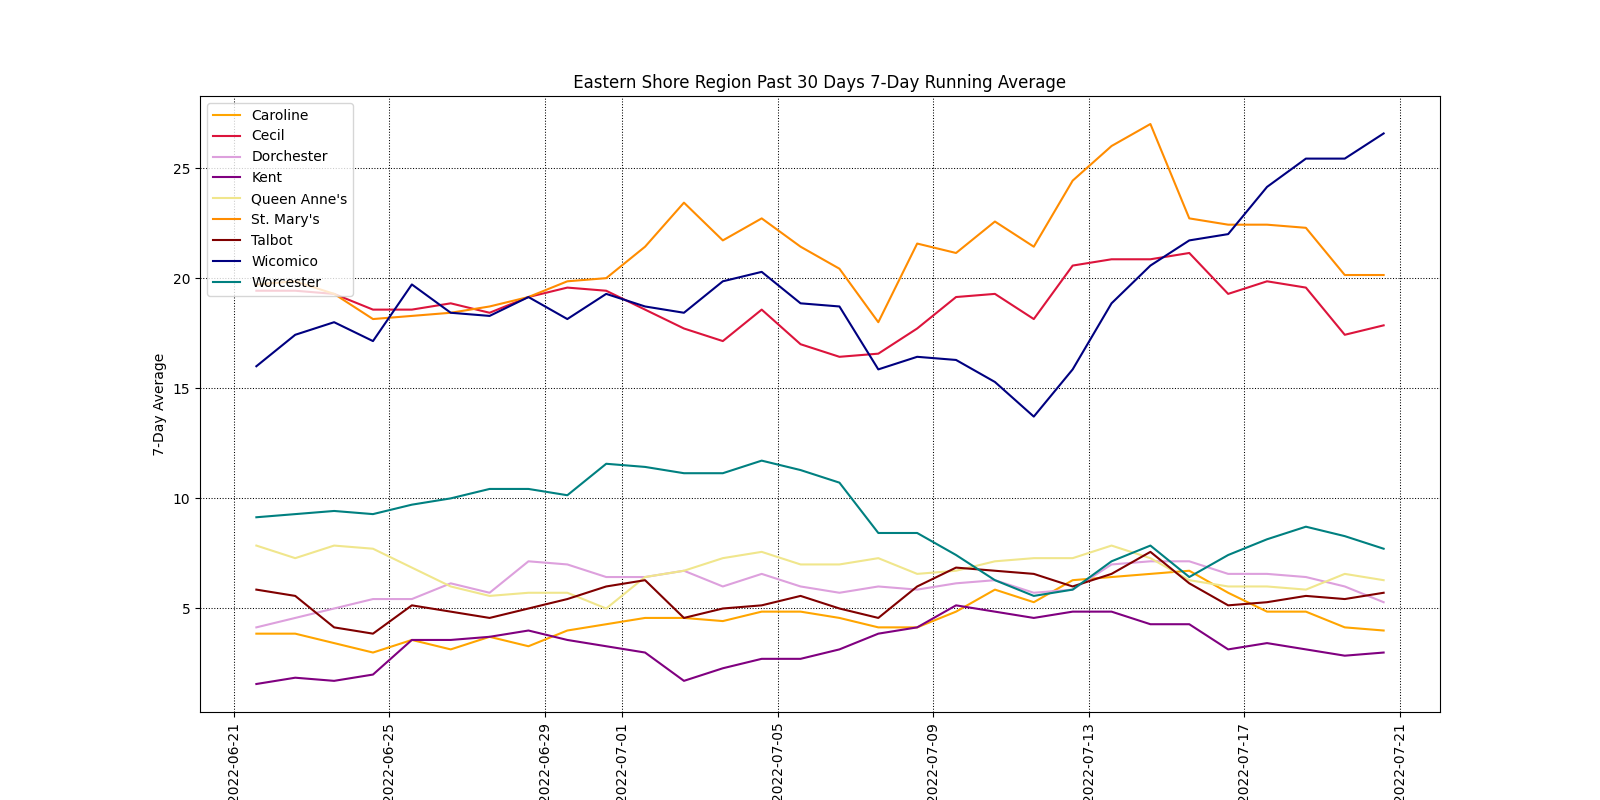 Eastern Shore Region Past 30 Days 7-Day Running Average
Caroline
Cecil
Dorchester
Kent
Queen Anne's
St. Mary's
Talbot
Wicomico
Worcester
7-Day Average
25
20
15
10
5
2022-06-21
2022-06-25
2022-06-29
2022-07-01
2022-07-05
2022-07-09
2022-07-13
2022-07-17
2022-07-21